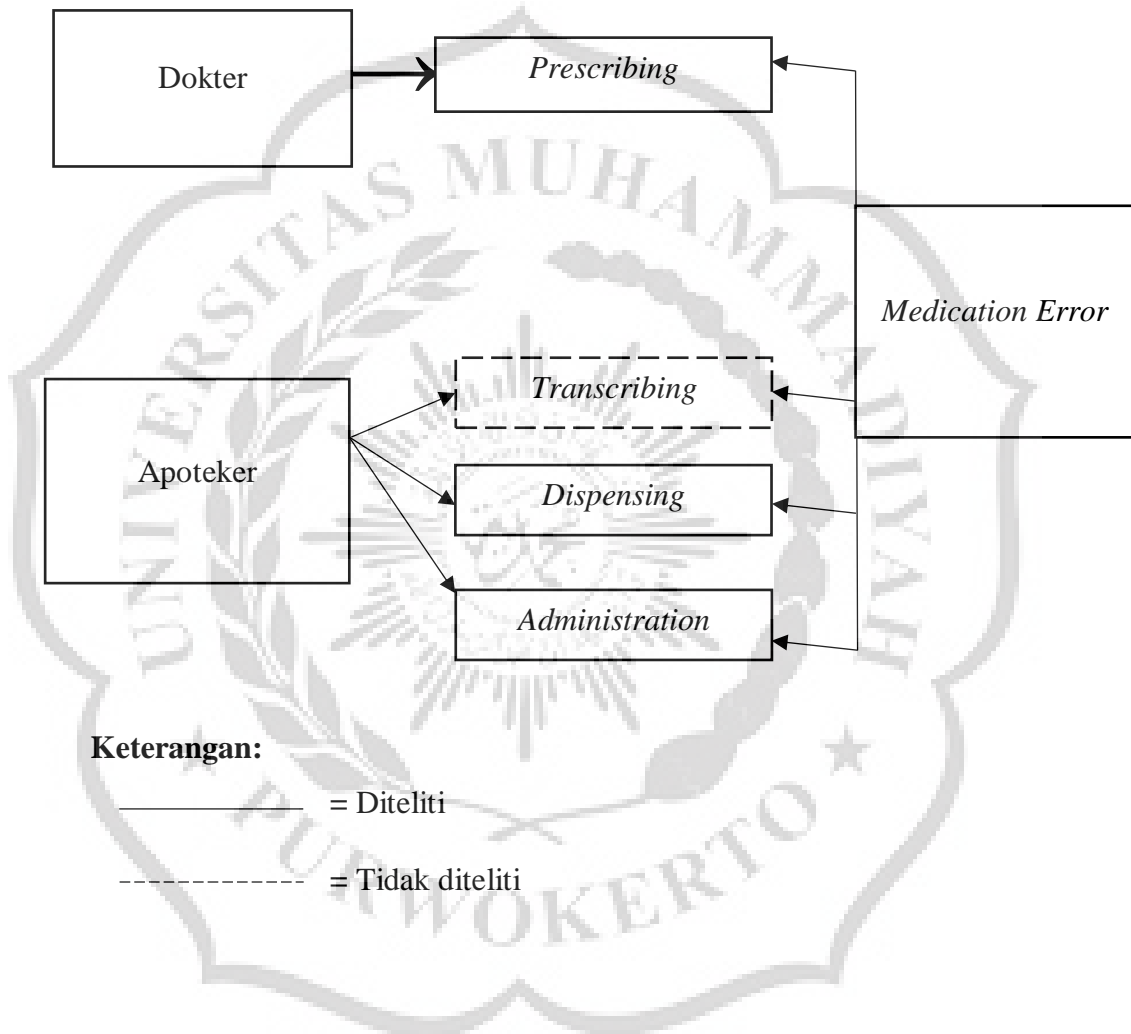 Dokter
Prescribing
Medication Error
Transcribing
Apoteker
Dispensing
Administration
Keterangan:
= Diteliti
= Tidak diteliti
UNIVERSITAS MUHAMMADIYAH
PURWOKERTO